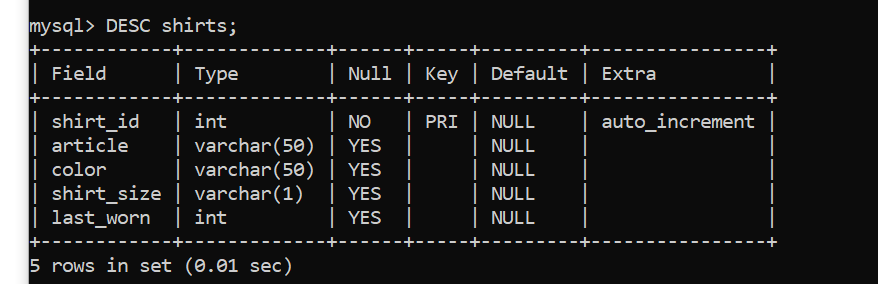 mysql> DESC shirts;
+------------+-------------+------+-----+---------+----------------+
| Field      | Type        | Null | Key | Default | Extra          |
+------------+-------------+------+-----+---------+----------------+
| shirt_id   | int         | NO   | PRI | NULL    | auto_increment |
| article    | varchar(50) | YES  |     | NULL    |                |
| color      | varchar(50) | YES  |     | NULL    |                |
| shirt_size | varchar(1)  | YES  |     | NULL    |                |
| last_worn  | int         | YES  |     | NULL    |                |
+------------+-------------+------+-----+---------+----------------+
5 rows in set (0.01 sec)